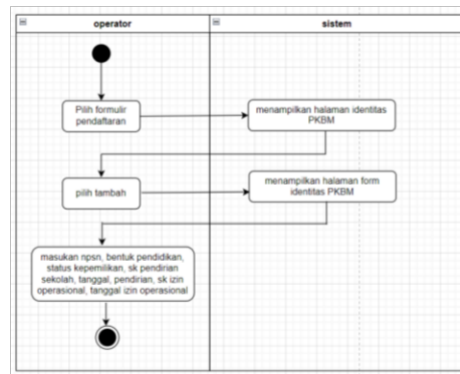 operator
sistem
Pilih formulir
pendaftaran
menampilkan halaman identitas
PKBM
pilih tambah
menampilkan halaman form
identitas PKBM
masukan npsn, bentuk pendidikan,
status kepemilikan, sk pendirian
sekolah, tanggal, pendirian, sk izin
operasional, tanggal izin operasional